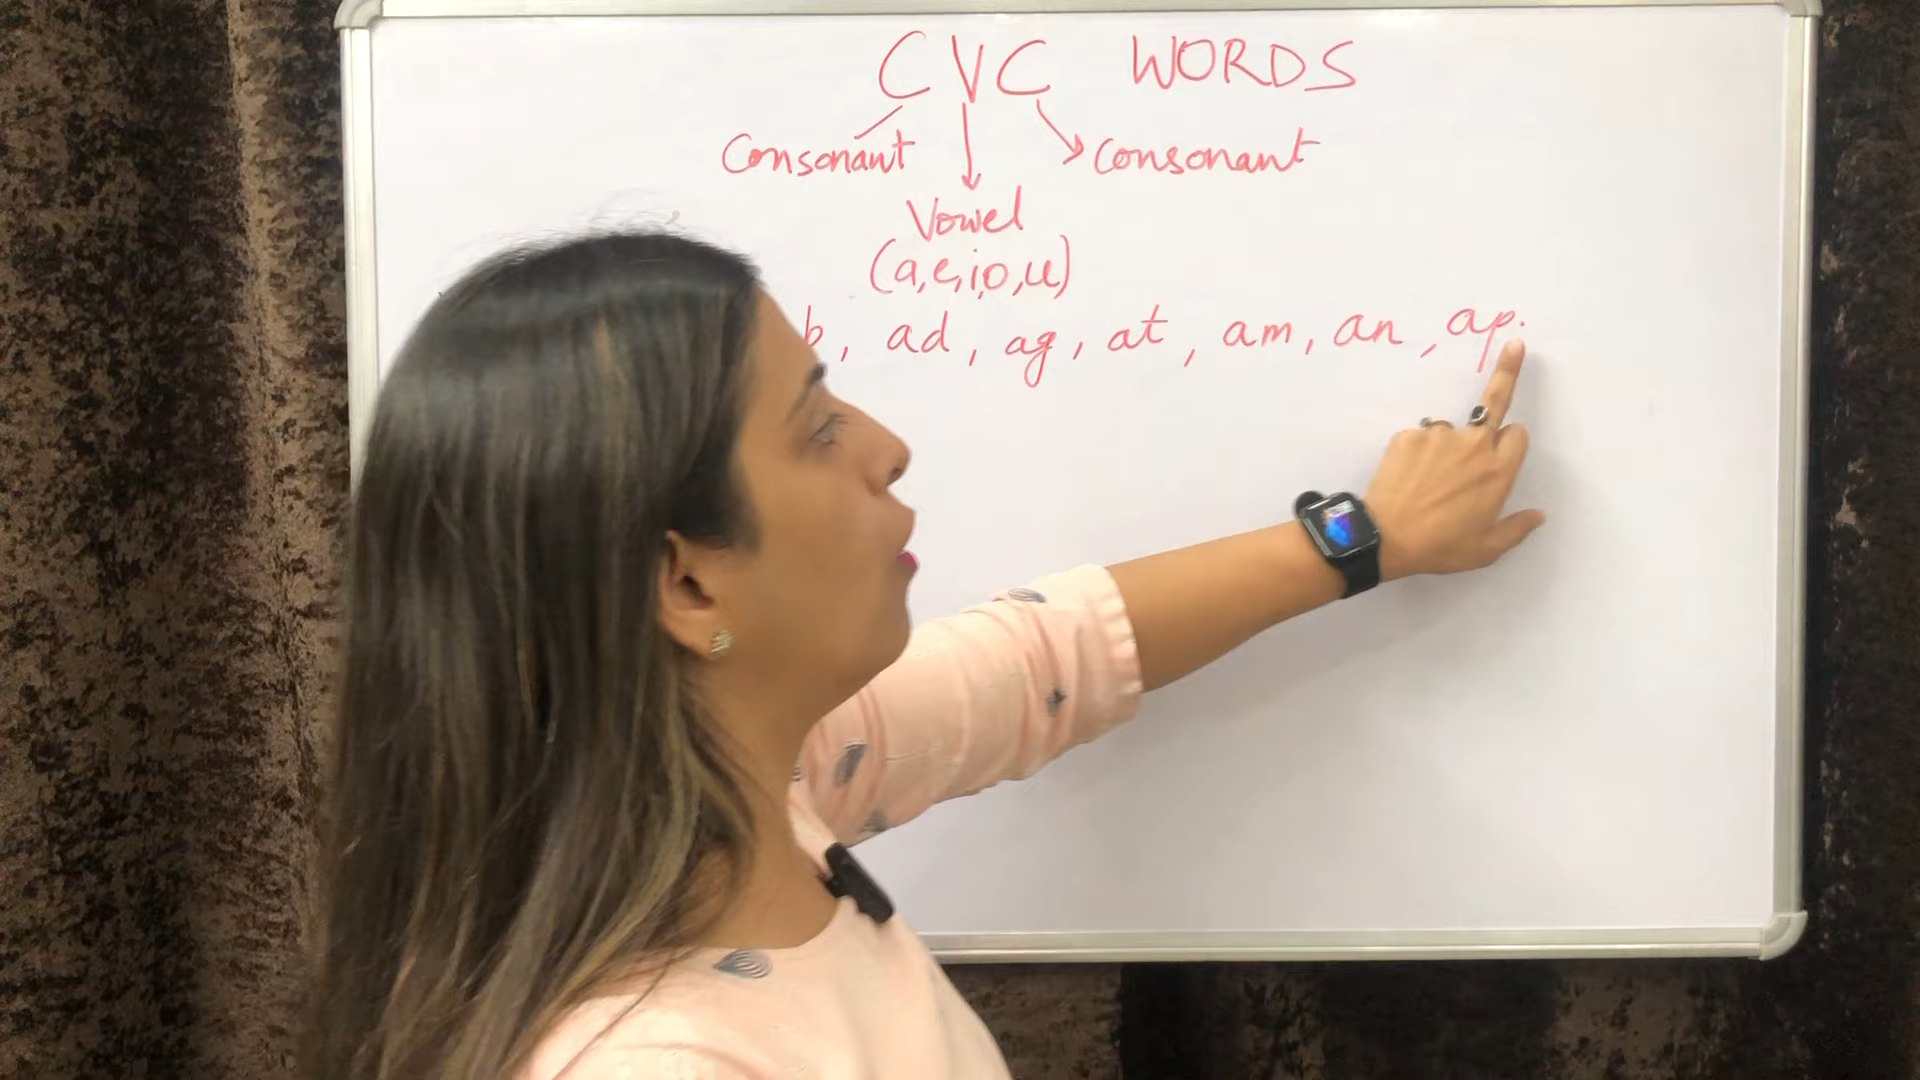 CVC WORDS
Consonant Consonant
Vowel
(a,e,i,o,u)
b, ad, ag, at, am, an, ap.